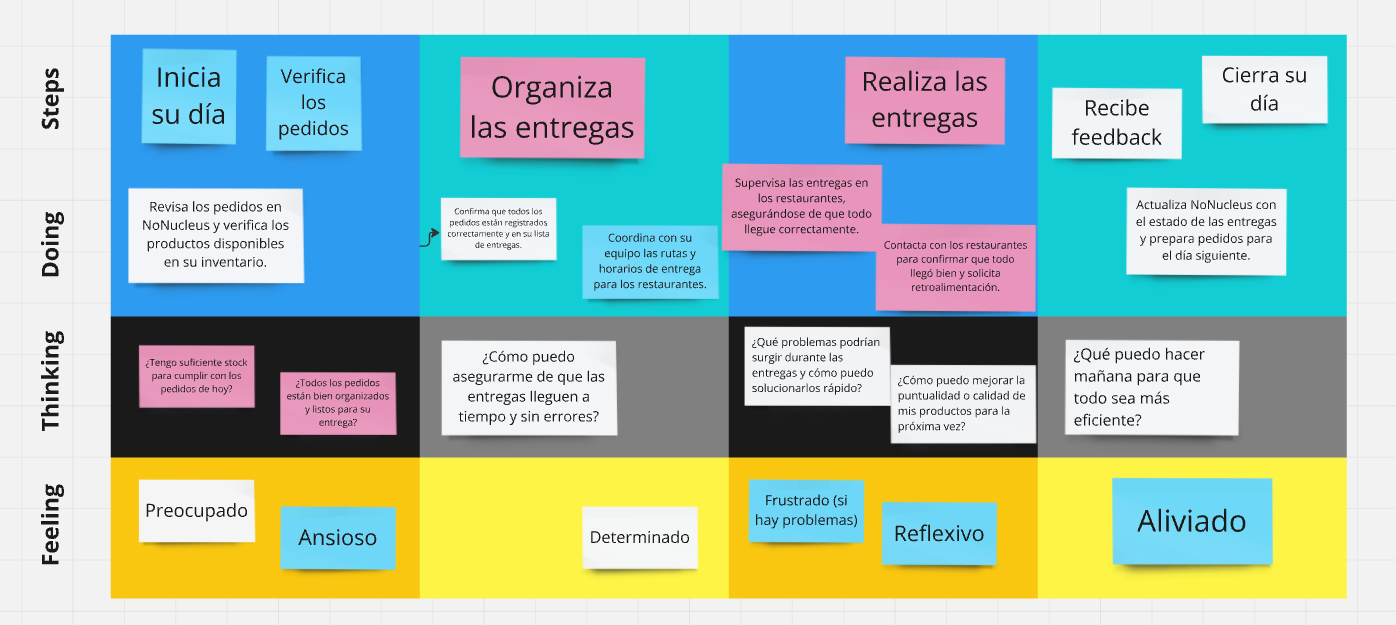 Steps
Inicia
su día
Verifica
los
pedidos
Organiza
las entregas
Realiza las
entregas
Recibe
feedback
Cierra su
día
Doing
Revisa los pedidos en
NoNucleus y verifica los
productos disponibles
en su inventario.
Confirma que todos los
pedidos están registrados
correctamente y en su lista
de entregas.
Coordina con su
equipo las rutas y
horarios de entrega
para los restaurantes.
Supervisa las entregas en
los restaurantes,
asegurándose de que todo
llegue correctamente.
Contacta con los restaurantes
para confirmar que todo
llegó bien y solicita
retroalimentación.
Actualiza NoNucleus con
el estado de las entregas
y prepara pedidos para
el día siguiente.
Thinking
¿Tengo suficiente stock
para cumplir con los
pedidos de hoy?
¿Todos los pedidos
están bien organizados
y listos para su
entrega?
¿Cómo puedo
asegurarme de que las
entregas lleguen a
tiempo y sin errores?
¿Qué problemas podrían
surgir durante las
entregas y cómo puedo
solucionarlos rápido?
¿Cómo puedo mejorar la
puntualidad o calidad de
mis productos para la
próxima vez?
¿Qué puedo hacer
mañana para que
todo sea más
eficiente?
Feeling
Preocupado
Ansioso
Determinado
Frustrado (si
hay problemas)
Reflexivo
Aliviado